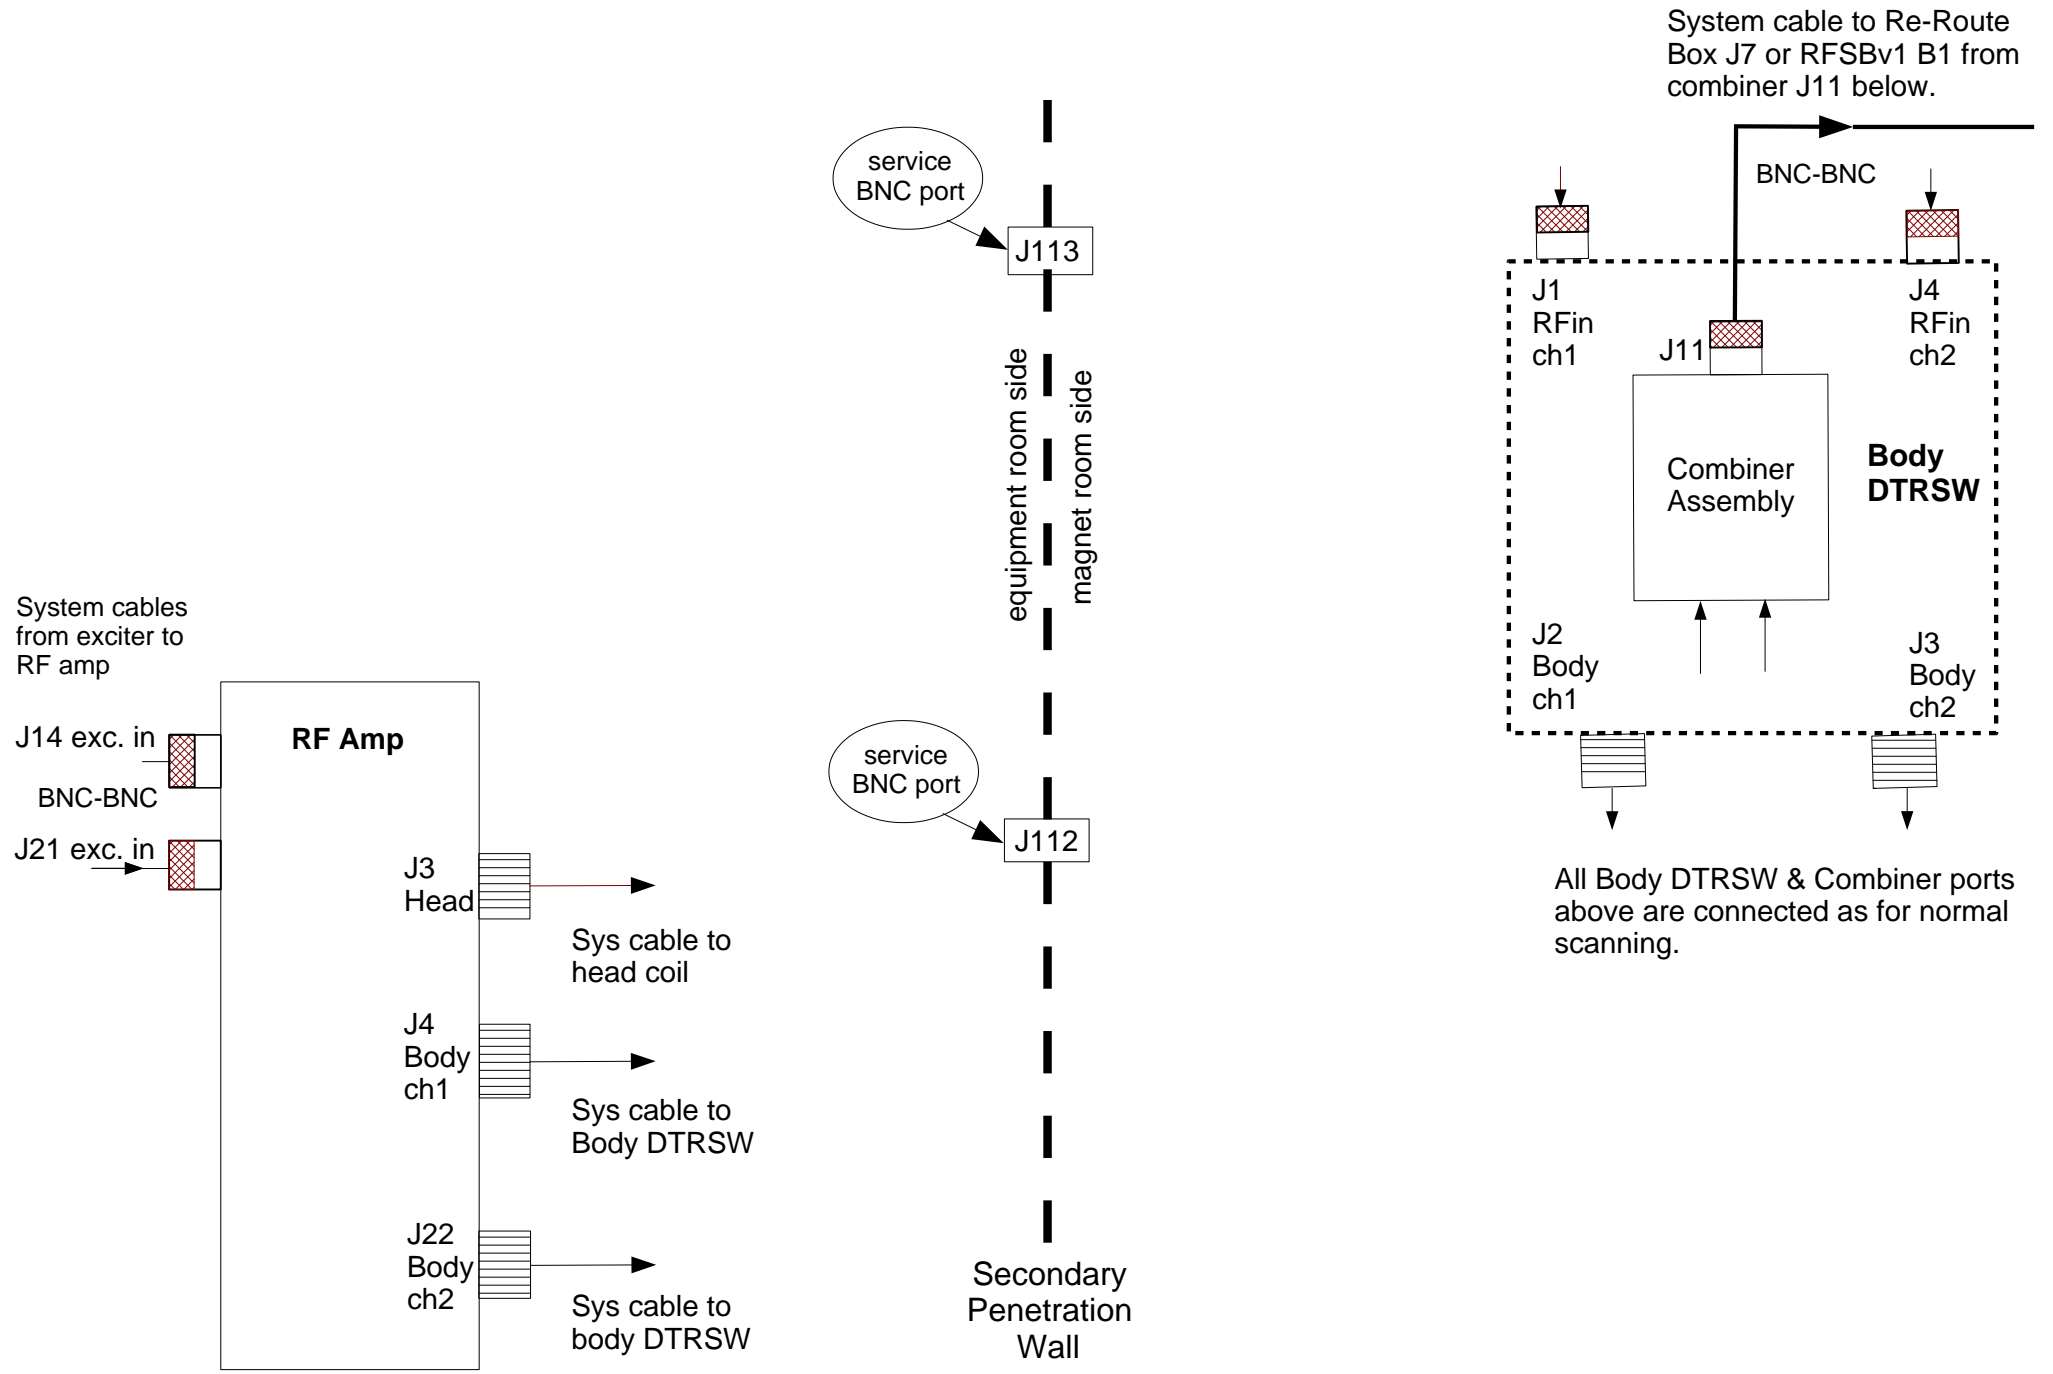 System cable to Re-Route
Box J7 or RFSBv1 B1 from
combiner J11 below.
service
BNC port
BNC-BNC
J113
J1
RFin
ch1
J4
RFin
ch2
J11
equipment room side
magnet room side
Combiner
Assembly
Body
DTRSW
System cables
from exciter to
RF amp
J2
Body
ch1
J3
Body
ch2
J14 exc. in
RF Amp
BNC-BNC
service
BNC port
J21 exc. in
J112
J3
Head
All Body DTRSW & Combiner ports
above are connected as for normal
scanning.
Sys cable to
head coil
J4
Body
ch1
Sys cable to
Body DTRSW
J22
Body
ch2
Sys cable to
body DTRSW
Secondary
Penetration
Wall